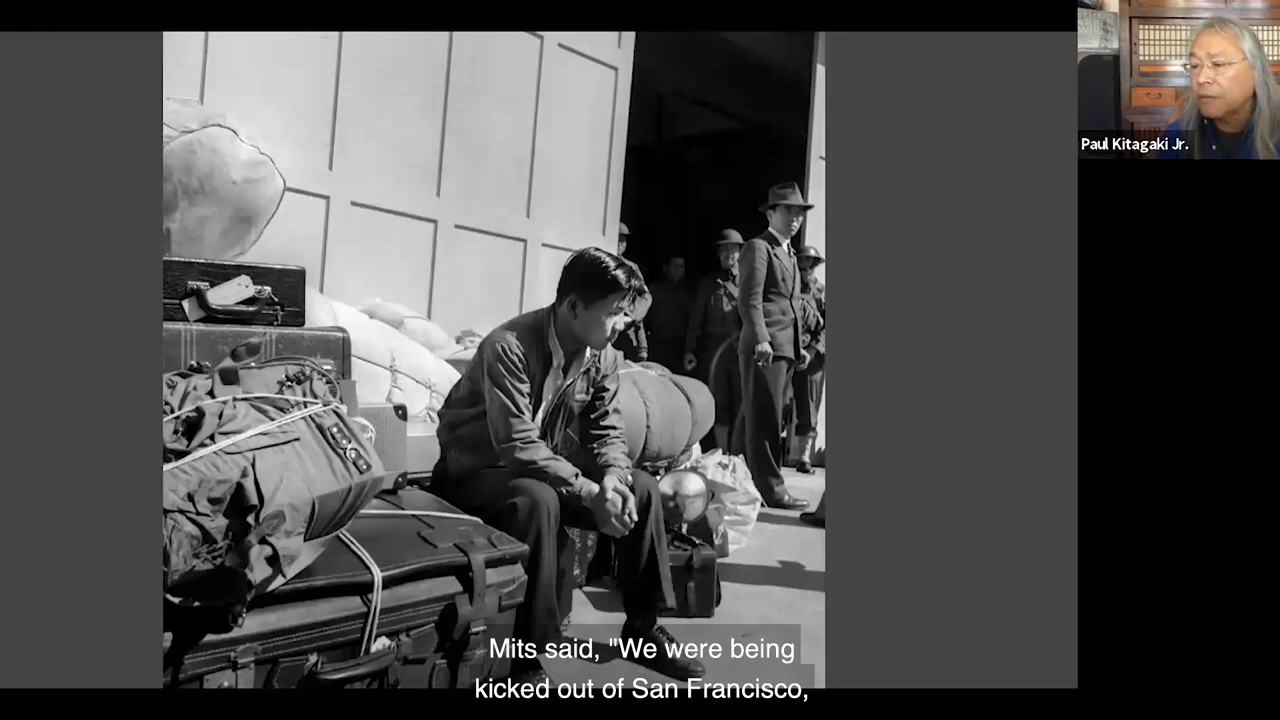 Paul Kitagaki Jr.
Mits said, "We were being
kicked out of San Francisco,